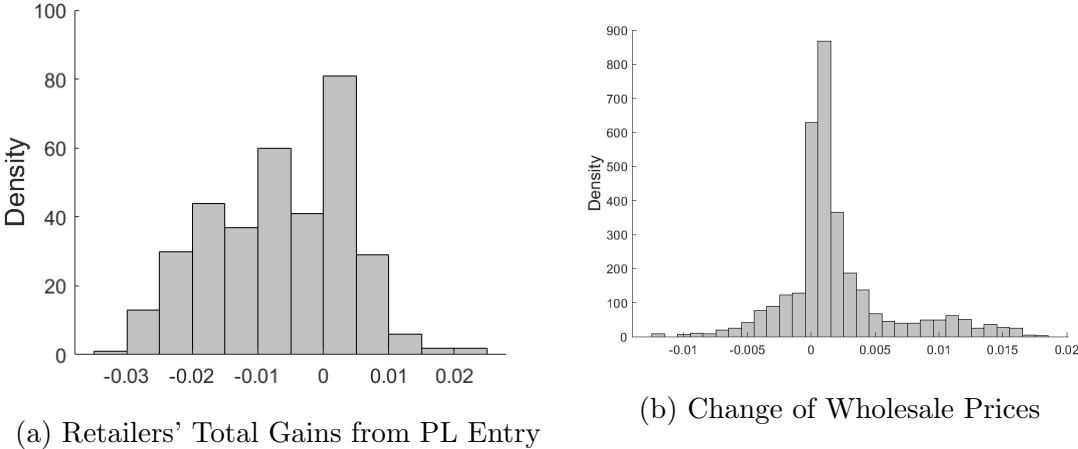 100
80
60
40
20
0
Density
-0.03 -0.02 -0.01 0 0.01 0.02
(a) Retailers' Total Gains from PL Entry
900
800
700
600
500
400
300
200
100
0
Density
-0.01 -0.005 0 0.005 0.01 0.015 0.02
(b) Change of Wholesale Prices